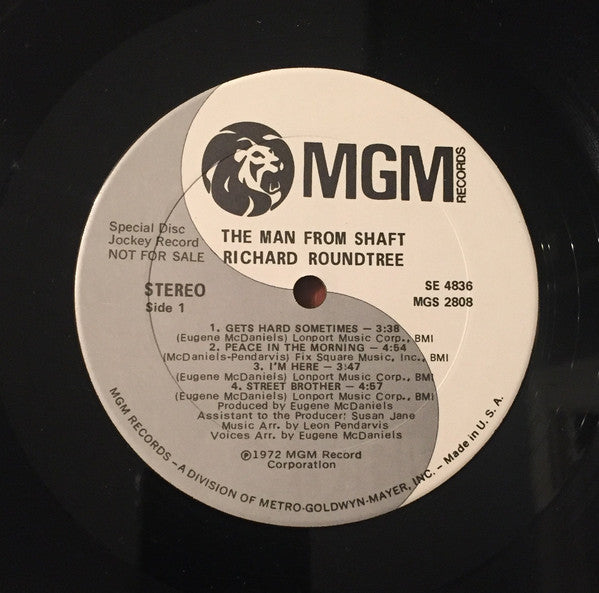 MGM
RECORDS
Special Disc
Jockey Record
NOT FOR SALE
THE MAN FROM SHAFT
RICHARD ROUNDTREE
STEREO
Side 1
SE 4836
MGS 2808
1. GETS HARD SOMETIMES — 3:38
(Eugene McDaniels) Lonport Music Corp., BMI
2. PEACE IN THE MORNING — 4:54
(McDaniels-Pendarvis) Fix Square Music, Inc., BMI
3. I'M HERE — 3:47
(Eugene McDaniels) Lonport Music Corp., BMI
4. STREET BROTHER — 4:57
(Eugene McDaniels) Lonport Music Corp., BMI
Produced by Eugene McDaniels
Assistant to the Producer: Susan Jane
Music Arr. by Leon Pendarvis
Voices Arr. by Eugene McDaniels
℗1972 MGM Record
Corporation
MGM RECORDS – A DIVISION OF METRO-GOLDWYN-MAYER, INC. – Made in U.S.A.